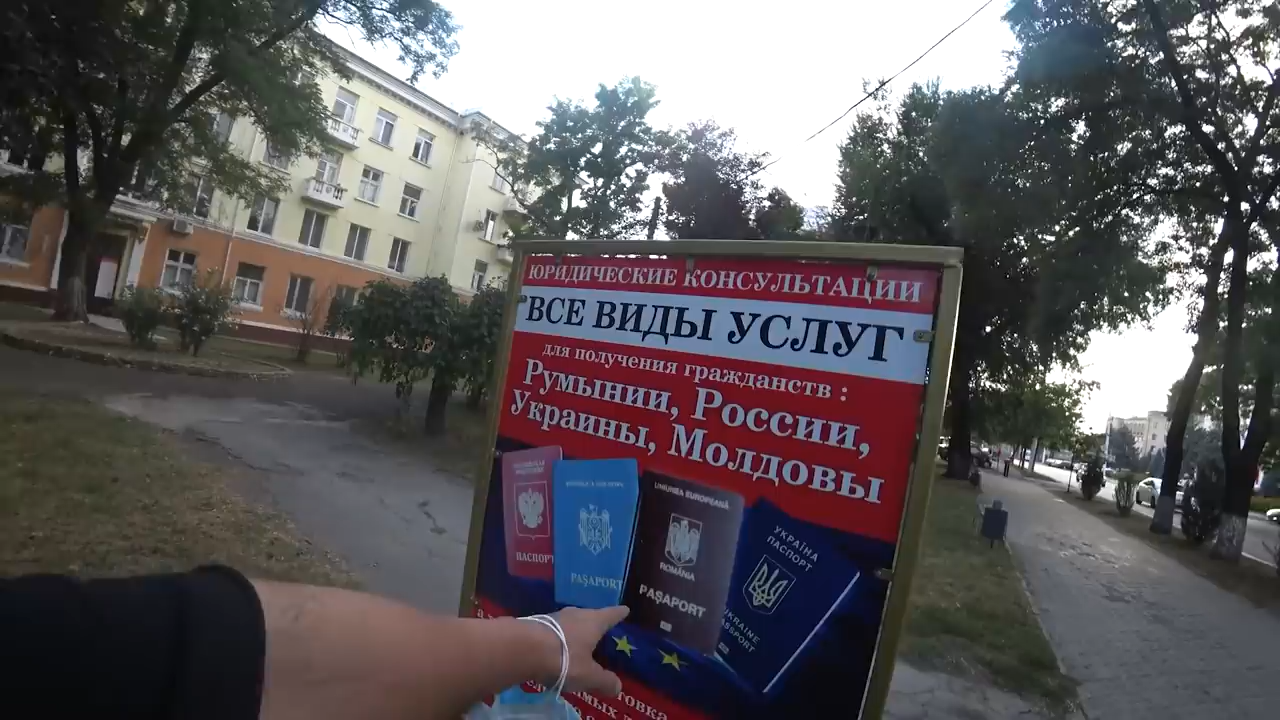 ЮРИДИЧЕСКИЕ КОНСУЛЬТАЦИИ
ВСЕ ВИДЫ УСЛУГ
для получения гражданств :
Румынии, России,
Украины, Молдовы
ПАСПОРТ
PAŞAPORT
UNIUNEA EUROPEANĂ
ROMÂNIA
PAŞAPORT
УКРАЇНА
ПАСПОРТ
UKRAINE
PASSPORT